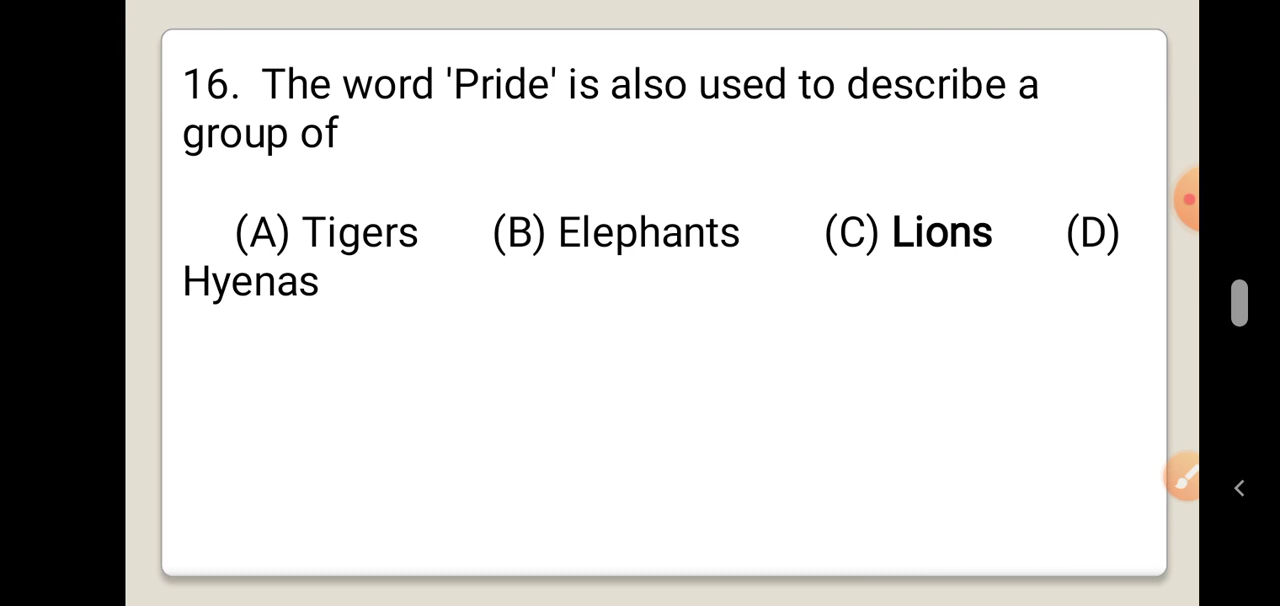 16. The word 'Pride' is also used to describe a
group of
(A) Tigers (B) Elephants (C) Lions (D)
Hyenas